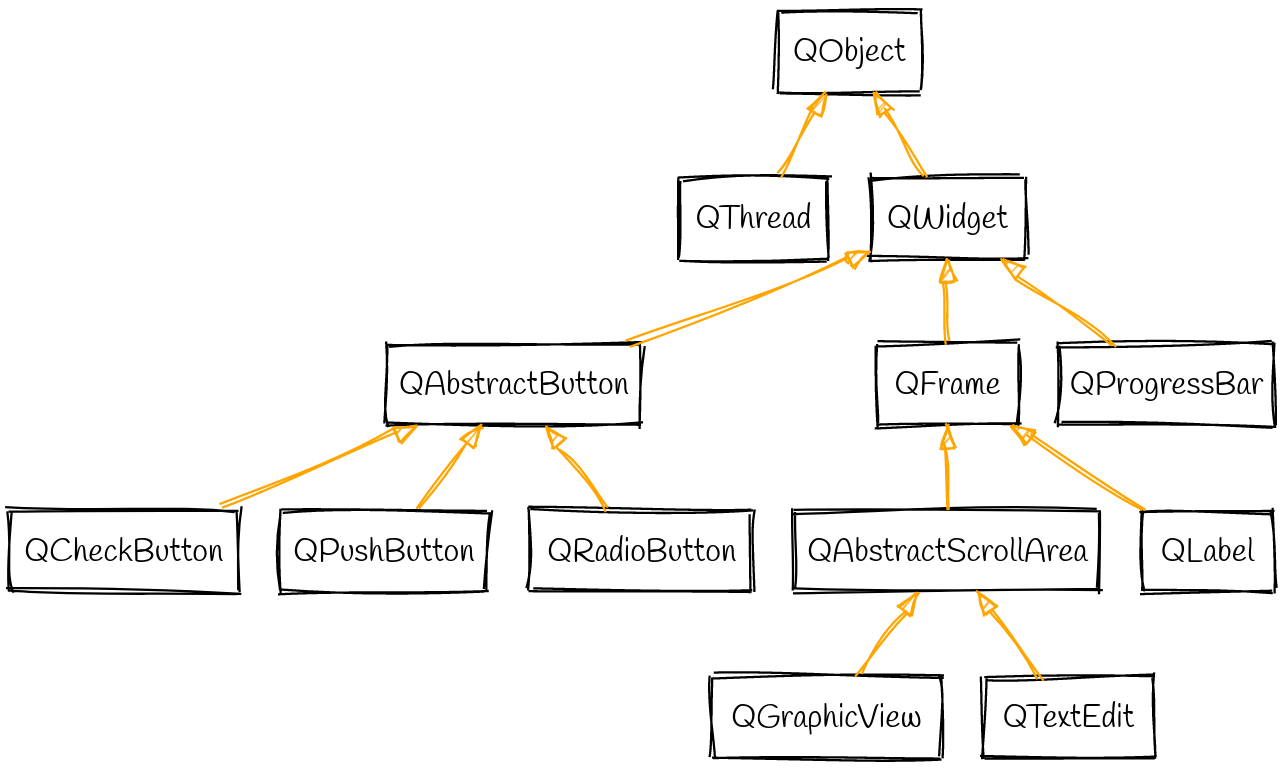 QObject
QThread
QWidget
QAbstractButton
QFrame
QProgressBar
QCheckButton
QPushButton
QRadioButton
QAbstractScrollArea
QLabel
QGraphicView
QTextEdit